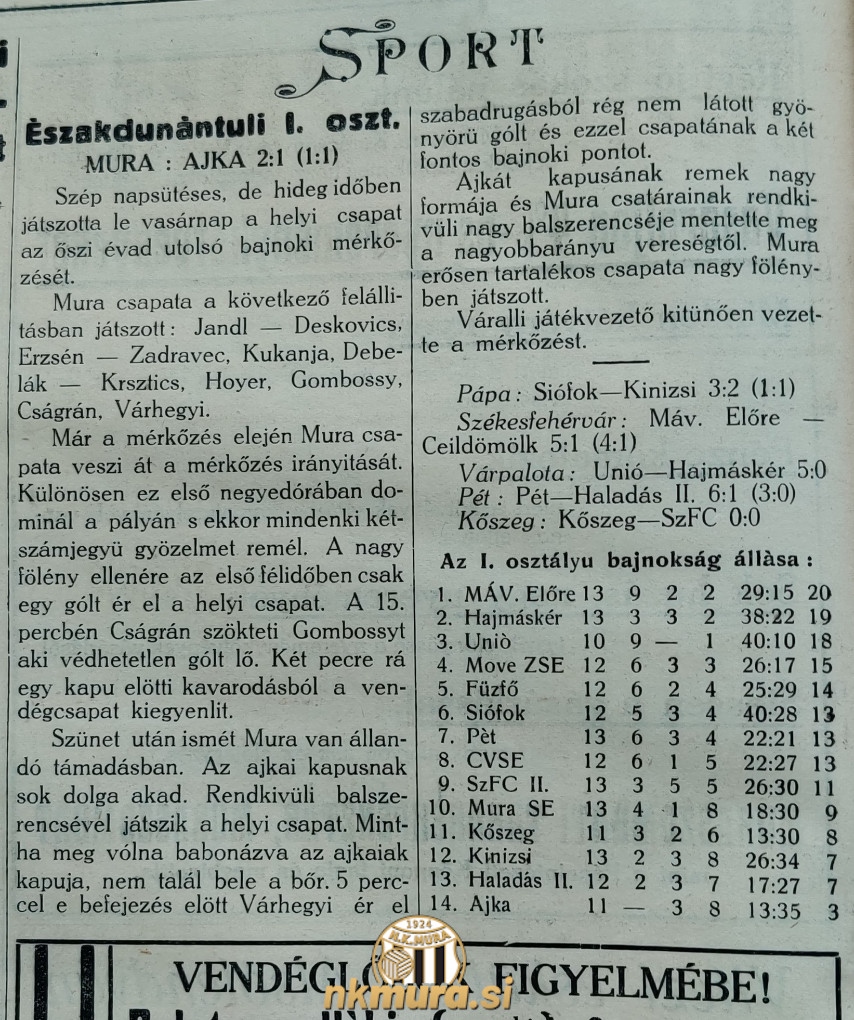 SPORT
Èszakdunàntuli I. oszt.
MURA : AJKA 2:1 (1:1)
Szép napsütéses, de hideg időben
játszotta le vasárnap a helyi csapat
az őszi évad utolsó bajnoki mérkő-
zését.
Mura csapata a következő felálli-
tásban játszott: Jandl — Deskovics,
Erzsén — Zadravec, Kukanja, Debe-
lák — Krsztics, Hoyer, Gombossy,
Cságrán, Várhegyi.
Már a mérkőzés elején Mura csa-
pata veszi át a mérkőzés irányitását.
Különösen ez első negyedórában do-
minál a pályán s ekkor mindenki két-
számjegyü gyözelmet remél. A nagy
fölény ellenére az első félidőben csak
egy gólt ér el a helyi csapat. A 15.
percbén Cságrán szökteti Gombossyt
aki védhetetlen gólt lő. Két pecre rá
egy kapu elötti kavarodásból a ven-
dégcsapat kiegyenlit.
Szünet után ismét Mura van állan-
dó támadásban. Az ajkai kapusnak
sok dolga akad. Rendkivüli balsze-
rencsével játszik a helyi csapat. Mint-
ha meg vólna babonázva az ajkaiak
kapuja, nem talál bele a bőr. 5 perc-
cel e befejezés elött Várhegyi ér el
szabadrugásból rég nem látott gyö-
nyörü gólt és ezzel csapatának a két
fontos bajnoki pontot.
Ajkát kapusának remek nagy
formája és Mura csatárainak rendki-
vüli nagy balszerencséje mentette meg
a nagyobbarányu vereségtől. Mura
erősen tartalékos csapata nagy fölény-
ben játszott.
Váralli játékvezető kitünően vezet-
te a mérkőzést.
Pápa: Siófok—Kinizsi 3:2 (1:1)
Székesfehérvár: Máv. Előre —
Ceildömölk 5:1 (4:1)
Várpalota: Unió—Hajmáskér 5:0
Pét: Pét—Haladás II. 6:1 (3:0)
Kőszeg: Kőszeg—SzFC 0:0
Az I. osztályu bajnokság állàsa :
1. MÁV. Előre 13 9 2 2 29:15 20
2. Hajmáskér 13 3 3 2 38:22 19
3. Uniò 10 9 — 1 40:10 18
4. Move ZSE 12 6 3 3 26:17 15
5. Füzfő 12 6 2 4 25:29 14
6. Siófok 12 5 3 4 40:28 13
7. Pèt 13 6 3 4 22:21 13
8. CVSE 12 6 1 5 22:27 13
9. SzFC II. 13 3 5 5 26:30 11
10. Mura SE 13 4 1 8 18:30 9
11. Kőszeg 11 3 2 6 13:30 8
12. Kinizsi 13 2 3 8 26:34 7
13. Haladás II. 12 2 3 7 17:27 7
14. Ajka 11 — 3 8 13:35 3
1924
N.K. MURA
nkmura.si
FIGYELMÉBE!